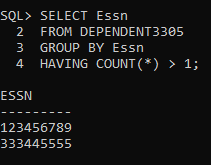 SQL> SELECT Essn
  2  FROM DEPENDENT3305
  3  GROUP BY Essn
  4  HAVING COUNT(*) > 1;
ESSN
---------
123456789
333445555